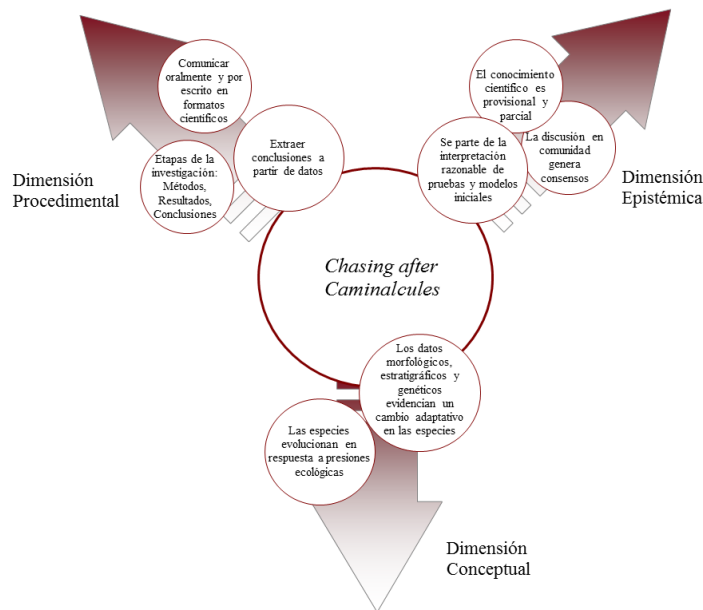 Comunicar
oralmente y por
escrito en
formatos
científicos
Extraer
conclusiones a
partir de datos
Etapas de la
investigación:
Métodos,
Resultados,
Conclusiones
Dimensión
Procedimental
El conocimiento
científico es
provisional y
parcial
La discusión en
comunidad
genera
consensos
Se parte de la
interpretación
razonable de
pruebas y modelos
iniciales
Dimensión
Epistémica
Chasing after
Caminalcules
Los datos
morfológicos,
estratigráficos y
genéticos
evidencian un
cambio adaptativo
en las especies
Las especies
evolucionan en
respuesta a presiones
ecológicas
Dimensión
Conceptual